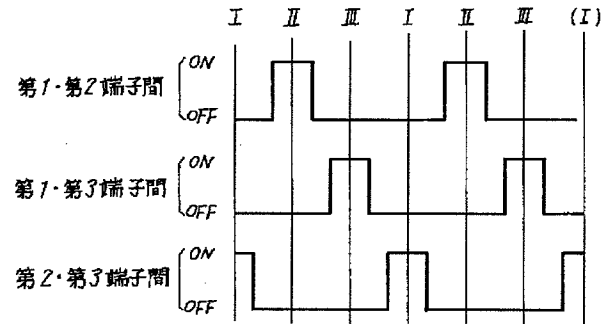 I II III I II III (I)
第1・第2端子間 ON
OFF
第1・第3端子間 ON
OFF
第2・第3端子間 ON
OFF